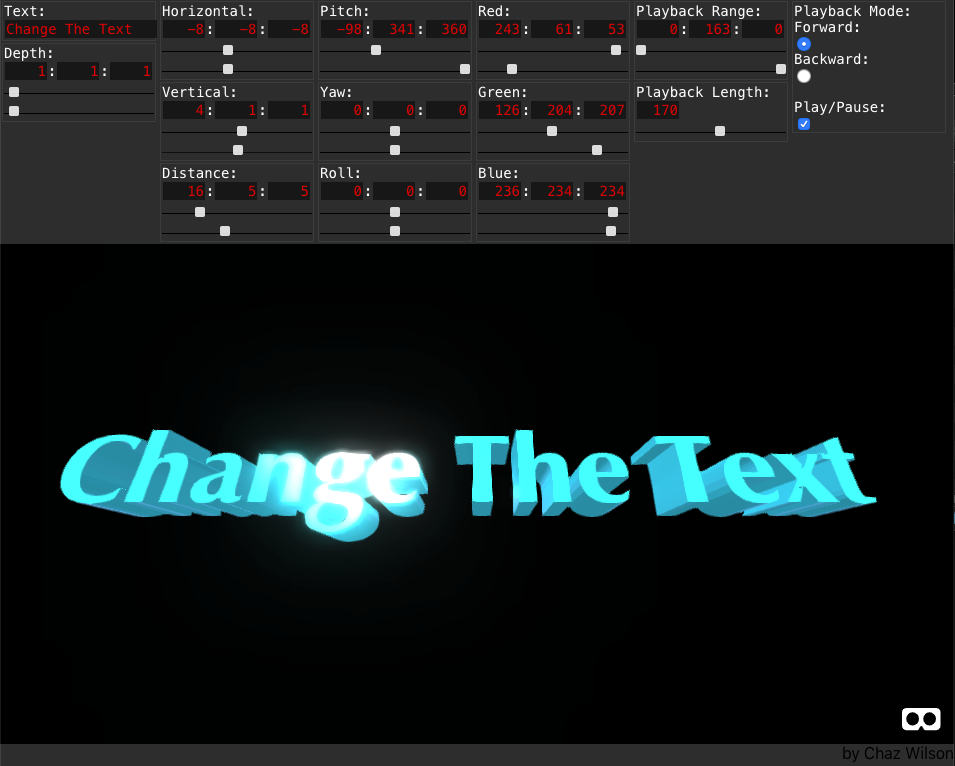 Text:
Change The Text
Depth:
1: 1: 1
Horizontal:
-8: -8: -8
Vertical:
4: 1: 1
Distance:
16: 5: 5
Pitch:
-98: 341: 360
Yaw:
0: 0: 0
Roll:
0: 0: 0
Red:
243: 61: 53
Green:
126: 204: 207
Blue:
236: 234: 234
Playback Range:
0: 163: 0
Playback Length:
170
Playback Mode:
Forward:
Backward:
Play/Pause:
Change The Text
by Chaz Wilson